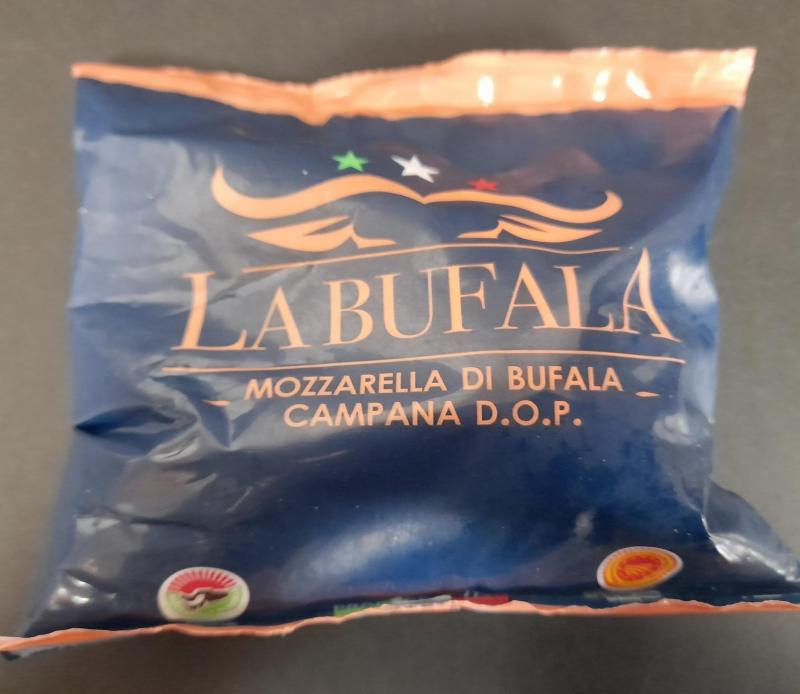 LA BUFALA
MOZZARELLA DI BUFALA
CAMPANA D.O.P.